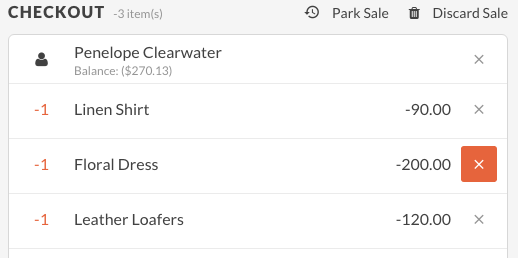 CHECKOUT -3 item(s) Park Sale Discard Sale
Penelope Clearwater
Balance: ($270.13)
-1 Linen Shirt -90.00
-1 Floral Dress -200.00
-1 Leather Loafers -120.00